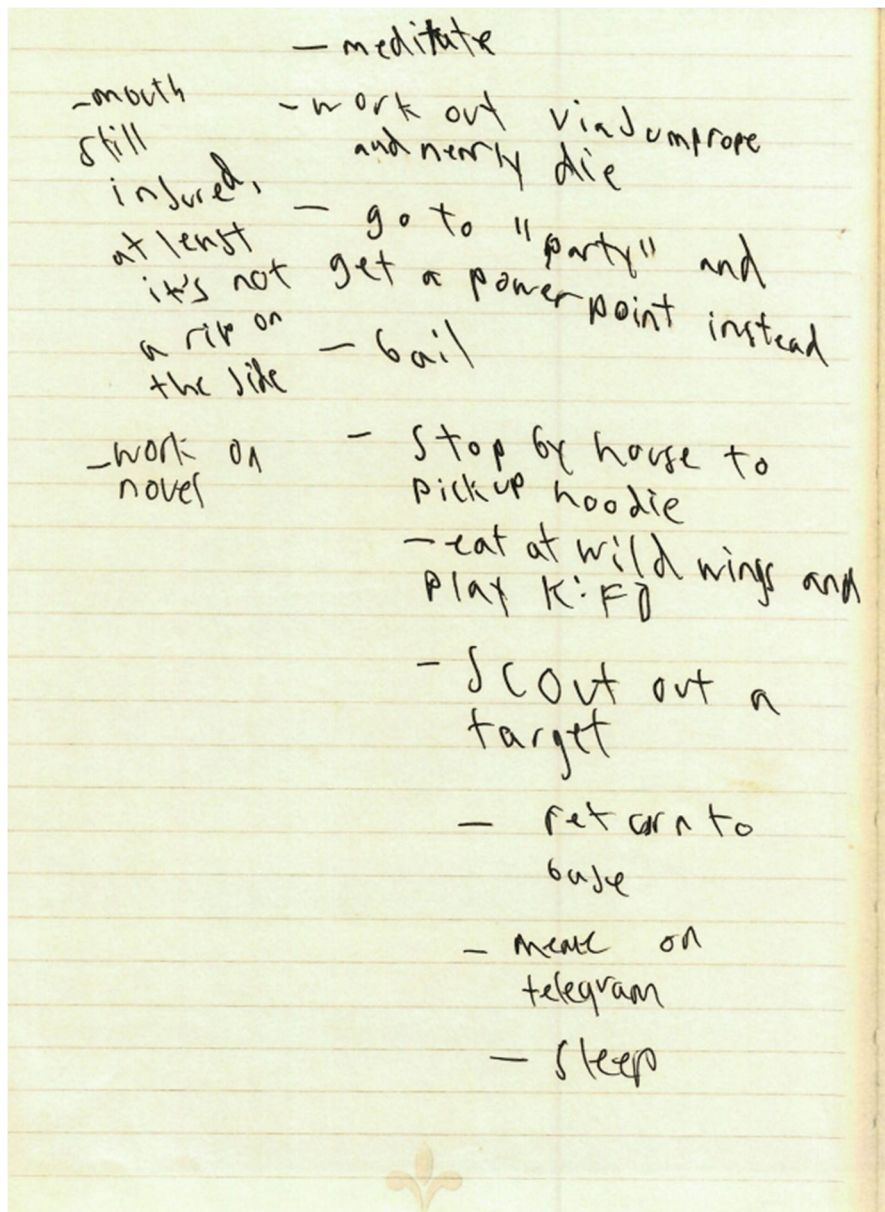 - meditate
- mouth
still
injured,
at least
it's not
a rip on
the side
- work on
novel
- work out via Jumprope
and nearly die
- go to "party" and
get a powerpoint instead
- bail
- Stop by house to
pickup hoodie
- eat at wild wings and
play K:FD
- Scout out a
target
- return to
base
- meme on
telegram
- sleep